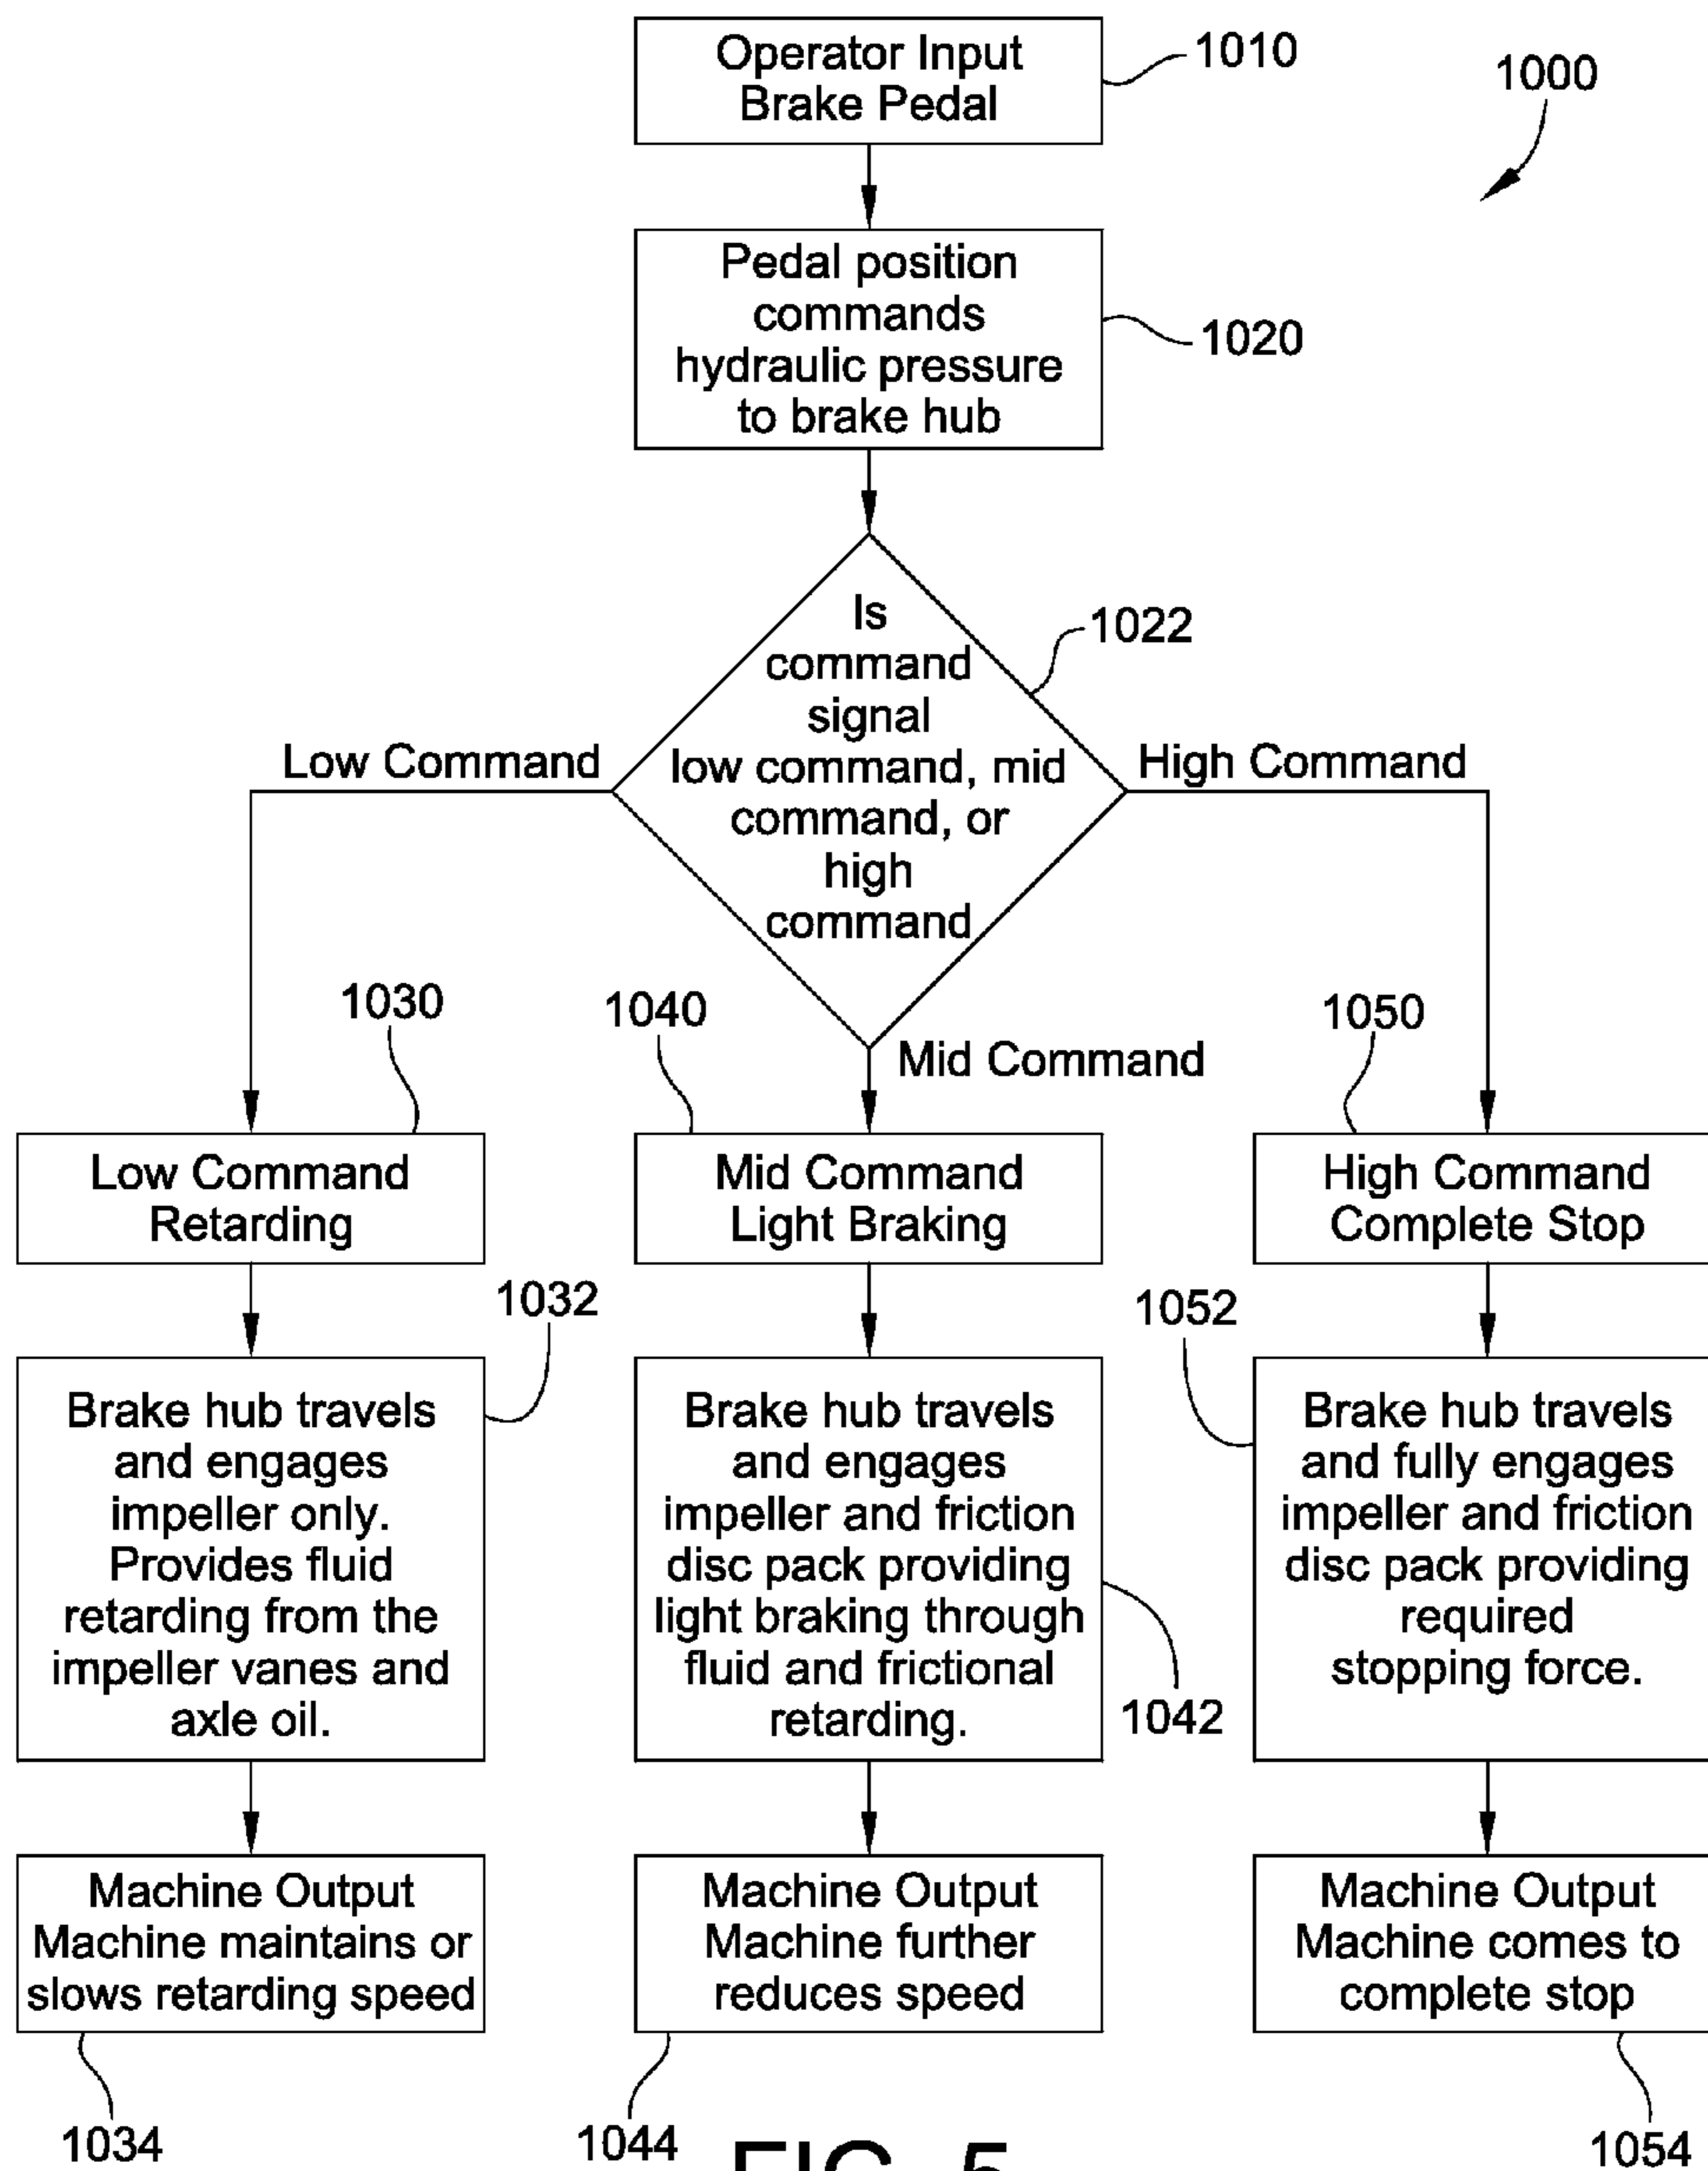 Operator Input
Brake Pedal
1010
1000
Pedal position
commands
hydraulic pressure
to brake hub
1020
Is
command
signal
low command, mid
command, or
high
command
1022
Low Command
High Command
Mid Command
1030
1040
1050
Low Command
Retarding
Mid Command
Light Braking
High Command
Complete Stop
1032
1052
Brake hub travels
and engages
impeller only.
Provides fluid
retarding from the
impeller vanes and
axle oil.
Brake hub travels
and engages
impeller and friction
disc pack providing
light braking through
fluid and frictional
retarding.
1042
Brake hub travels
and fully engages
impeller and friction
disc pack providing
required
stopping force.
Machine Output
Machine maintains or
slows retarding speed
Machine Output
Machine further
reduces speed
Machine Output
Machine comes to
complete stop
1034
1044
1054
FIG. 5